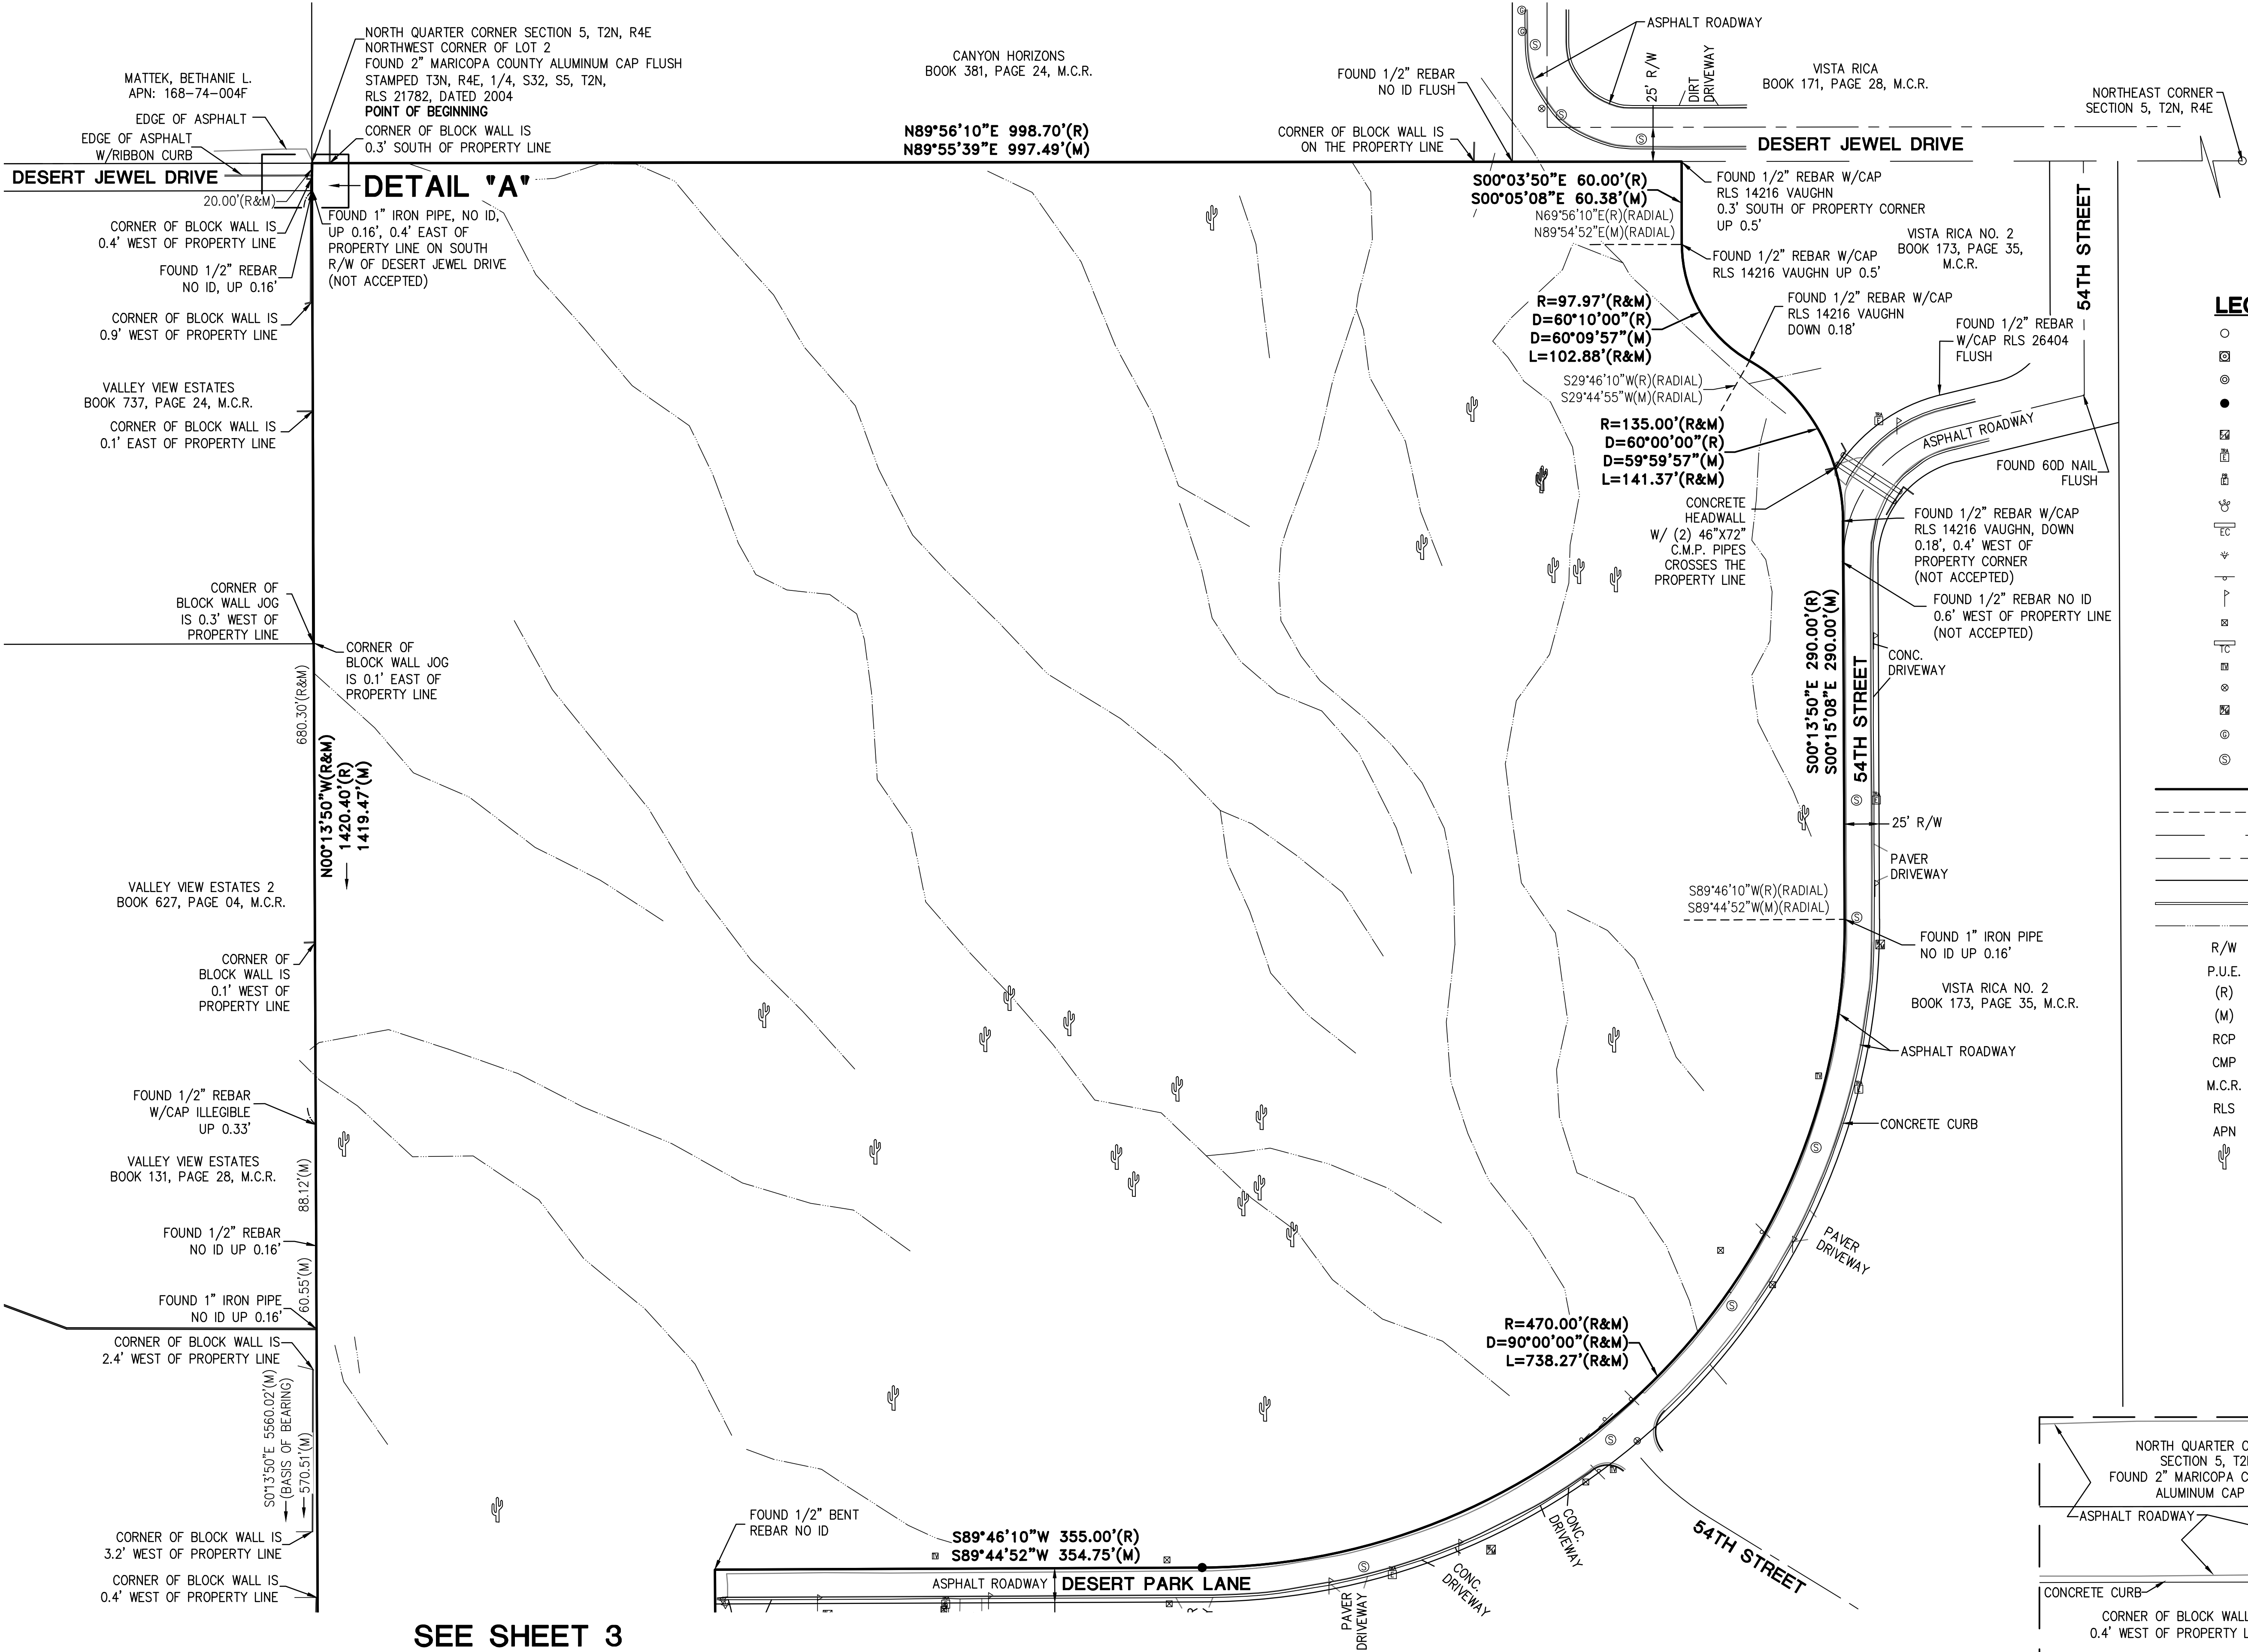 NORTH QUARTER CORNER SECTION 5, T2N, R4E
NORTHWEST CORNER OF LOT 2
FOUND 2" MARICOPA COUNTY ALUMINUM CAP FLUSH
STAMPED T3N, R4E, 1/4, S32, S5, T2N,
RLS 21782, DATED 2004
POINT OF BEGINNING
CORNER OF BLOCK WALL IS
0.3' SOUTH OF PROPERTY LINE
MATTEK, BETHANIE L.
APN: 168-74-004F
EDGE OF ASPHALT
EDGE OF ASPHALT
W/RIBBON CURB
DESERT JEWEL DRIVE
20.00'(R&M)
DETAIL "A"
CANYON HORIZONS
BOOK 381, PAGE 24, M.C.R.
N89°56'10"E 998.70'(R)
N89°55'39"E 997.49'(M)
FOUND 1/2" REBAR
NO ID FLUSH
CORNER OF BLOCK WALL IS
ON THE PROPERTY LINE
ASPHALT ROADWAY
25' R/W
DIRT
DRIVEWAY
VISTA RICA
BOOK 171, PAGE 28, M.C.R.
DESERT JEWEL DRIVE
NORTHEAST CORNER
SECTION 5, T2N, R4E
54TH STREET
CORNER OF BLOCK WALL IS
0.4' WEST OF PROPERTY LINE
FOUND 1/2" REBAR
NO ID, UP 0.16'
FOUND 1" IRON PIPE, NO ID,
UP 0.16', 0.4' EAST OF
PROPERTY LINE ON SOUTH
R/W OF DESERT JEWEL DRIVE
(NOT ACCEPTED)
CORNER OF BLOCK WALL IS
0.9' WEST OF PROPERTY LINE
VALLEY VIEW ESTATES
BOOK 737, PAGE 24, M.C.R.
CORNER OF BLOCK WALL IS
0.1' EAST OF PROPERTY LINE
S00°03'50"E 60.00'(R)
S00°05'08"E 60.38'(M)
N69°56'10"E(R)(RADIAL)
N89°54'52"E(M)(RADIAL)
FOUND 1/2" REBAR W/CAP
RLS 14216 VAUGHN
0.3' SOUTH OF PROPERTY CORNER
UP 0.5'
VISTA RICA NO. 2
BOOK 173, PAGE 35,
M.C.R.
FOUND 1/2" REBAR W/CAP
RLS 14216 VAUGHN UP 0.5'
R=97.97'(R&M)
D=60°10'00"(R)
D=60°09'57"(M)
L=102.88'(R&M)
FOUND 1/2" REBAR W/CAP
RLS 14216 VAUGHN
DOWN 0.18'
FOUND 1/2" REBAR
W/CAP RLS 26404
FLUSH
S29°46'10"W(R)(RADIAL)
S29°44'55"W(M)(RADIAL)
R=135.00'(R&M)
D=60°00'00"(R)
D=59°59'57"(M)
L=141.37'(R&M)
ASPHALT ROADWAY
FOUND 60D NAIL
FLUSH
CONCRETE
HEADWALL
W/ (2) 46"X72"
C.M.P. PIPES
CROSSES THE
PROPERTY LINE
FOUND 1/2" REBAR W/CAP
RLS 14216 VAUGHN, DOWN
0.18', 0.4' WEST OF
PROPERTY CORNER
(NOT ACCEPTED)
FOUND 1/2" REBAR NO ID
0.6' WEST OF PROPERTY LINE
(NOT ACCEPTED)
CORNER OF
BLOCK WALL JOG
IS 0.3' WEST OF
PROPERTY LINE
CORNER OF
BLOCK WALL JOG
IS 0.1' EAST OF
PROPERTY LINE
680.30'(R&M)
N00°13'50"W(R&M)
1420.40'(R)
1419.47'(M)
S00°13'50"E 290.00'(R)
S00°15'08"E 290.00'(M)
54TH STREET
CONC.
DRIVEWAY
25' R/W
PAVER
DRIVEWAY
S89°46'10"W(R)(RADIAL)
S89°44'52"W(M)(RADIAL)
FOUND 1" IRON PIPE
NO ID UP 0.16'
VISTA RICA NO. 2
BOOK 173, PAGE 35, M.C.R.
ASPHALT ROADWAY
CONCRETE CURB
VALLEY VIEW ESTATES 2
BOOK 627, PAGE 04, M.C.R.
CORNER OF
BLOCK WALL IS
0.1' WEST OF
PROPERTY LINE
FOUND 1/2" REBAR
W/CAP ILLEGIBLE
UP 0.33'
VALLEY VIEW ESTATES
BOOK 131, PAGE 28, M.C.R.
88.12'(M)
FOUND 1/2" REBAR
NO ID UP 0.16'
60.55'(M)
FOUND 1" IRON PIPE
NO ID UP 0.16'
CORNER OF BLOCK WALL IS
2.4' WEST OF PROPERTY LINE
S0°13'50"E 5560.02'(M)
(BASIS OF BEARING)
570.51'(M)
CORNER OF BLOCK WALL IS
3.2' WEST OF PROPERTY LINE
CORNER OF BLOCK WALL IS
0.4' WEST OF PROPERTY LINE
R=470.00'(R&M)
D=90°00'00"(R&M)
L=738.27'(R&M)
PAVER
DRIVEWAY
FOUND 1/2" BENT
REBAR NO ID
S89°46'10"W 355.00'(R)
S89°44'52"W 354.75'(M)
ASPHALT ROADWAY
DESERT PARK LANE
PAVER
DRIVEWAY
CONC.
DRIVEWAY
CONC.
DRIVEWAY
54TH STREET
SEE SHEET 3
LEG
EC
TC
R/W
P.U.E.
(R)
(M)
RCP
CMP
M.C.R.
RLS
APN
NORTH QUARTER C
SECTION 5, T2
FOUND 2" MARICOPA C
ALUMINUM CAP
ASPHALT ROADWAY
CONCRETE CURB
CORNER OF BLOCK WALL
0.4' WEST OF PROPERTY L